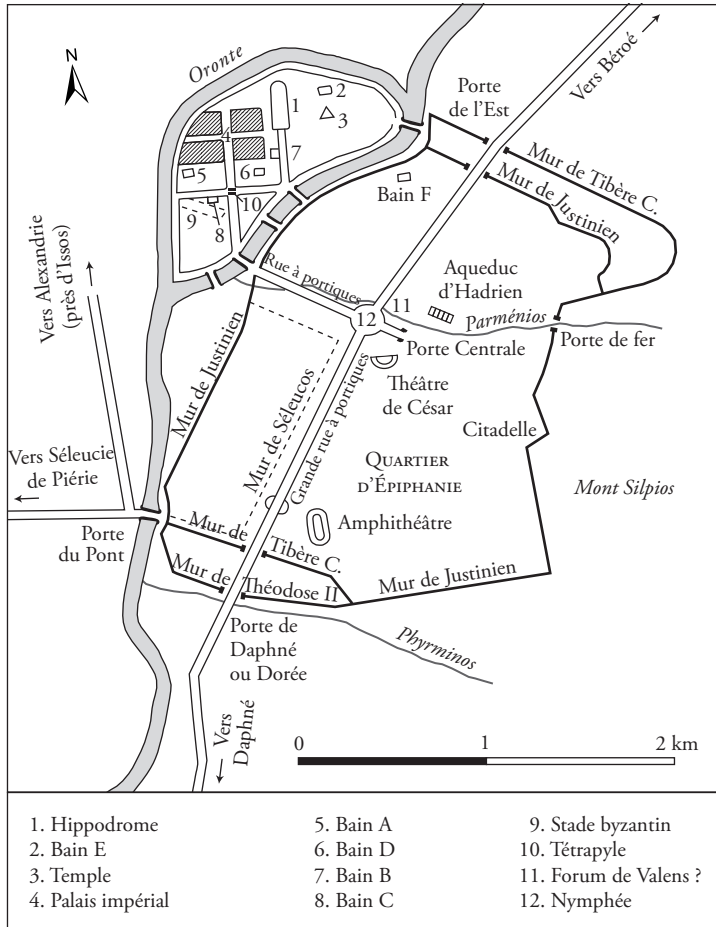 N
Oronte
Vers Béroé
Porte
de l'Est
1
2
3
4
5
6
7
8
9
10
Bain F
Mur de Tibère C.
Mur de Justinien
Vers Alexandrie
(près d'Issos)
Rue à portiques
Aqueduc
d'Hadrien
11
12
Parménios
Porte de fer
Porte Centrale
Théâtre
de César
Mur de Justinien
Mur de Séleucos
Grande rue à portiques
Citadelle
Quartier
d'Épiphanie
Mont Silpios
Vers Séleucie
de Piérie
Amphithéâtre
Porte
du Pont
Mur de Tibère C.
Mur de Théodose II
Mur de Justinien
Porte de
Daphné
ou Dorée
Phyrminos
Vers
Daphné
0 1 2 km
1. Hippodrome
2. Bain E
3. Temple
4. Palais impérial
5. Bain A
6. Bain D
7. Bain B
8. Bain C
9. Stade byzantin
10. Tétrapyle
11. Forum de Valens ?
12. Nymphée